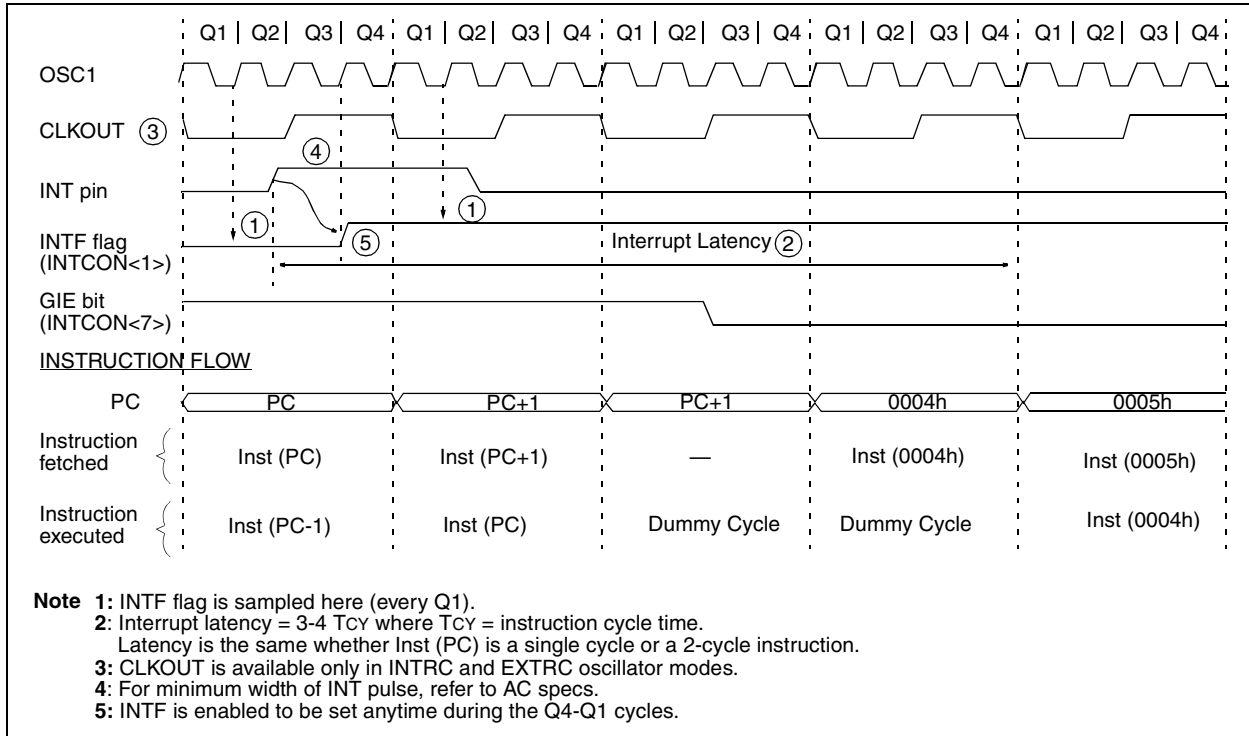 Q1 | Q2 | Q3 | Q4 Q1 | Q2 | Q3 | Q4 Q1 | Q2 | Q3 | Q4 Q1 | Q2 | Q3 | Q4 Q1 | Q2 | Q3 | Q4
OSC1
CLKOUT ③
④
INT pin
① ①
INTF flag
(INTCON<1>)
⑤
Interrupt Latency ②
GIE bit
(INTCON<7>)
INSTRUCTION FLOW
PC PC PC+1 PC+1 0004h 0005h
Instruction
fetched
Inst (PC) Inst (PC+1) — Inst (0004h) Inst (0005h)
Instruction
executed
Inst (PC-1) Inst (PC) Dummy Cycle Dummy Cycle Inst (0004h)
Note 1: INTF flag is sampled here (every Q1).
2: Interrupt latency = 3-4 TCY where TCY = instruction cycle time.
Latency is the same whether Inst (PC) is a single cycle or a 2-cycle instruction.
3: CLKOUT is available only in INTRC and EXTRC oscillator modes.
4: For minimum width of INT pulse, refer to AC specs.
5: INTF is enabled to be set anytime during the Q4-Q1 cycles.